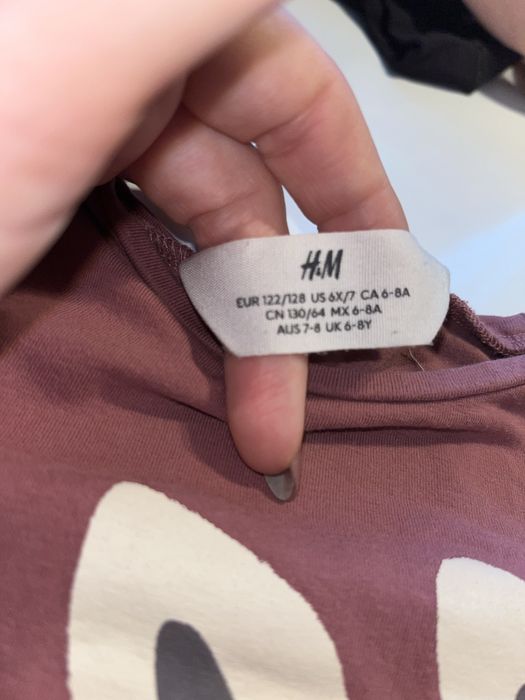 H&M
EUR 122/128 US 6X/7 CA 6-8A
CN 130/64 MX 6-8A
AUS 7-8 UK 6-8Y